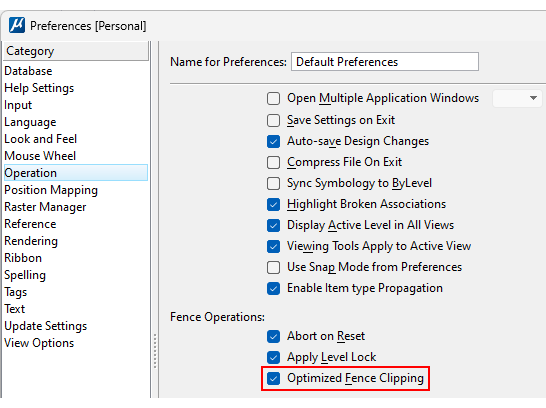 Preferences [Personal]
Category
Database
Help Settings
Input
Language
Look and Feel
Mouse Wheel
Operation
Position Mapping
Raster Manager
Reference
Rendering
Ribbon
Spelling
Tags
Text
Update Settings
View Options
Name for Preferences: Default Preferences
Open Multiple Application Windows
Save Settings on Exit
Auto-save Design Changes
Compress File On Exit
Sync Symbology to ByLevel
Highlight Broken Associations
Display Active Level in All Views
Viewing Tools Apply to Active View
Use Snap Mode from Preferences
Enable Item type Propagation
Fence Operations:
Abort on Reset
Apply Level Lock
Optimized Fence Clipping